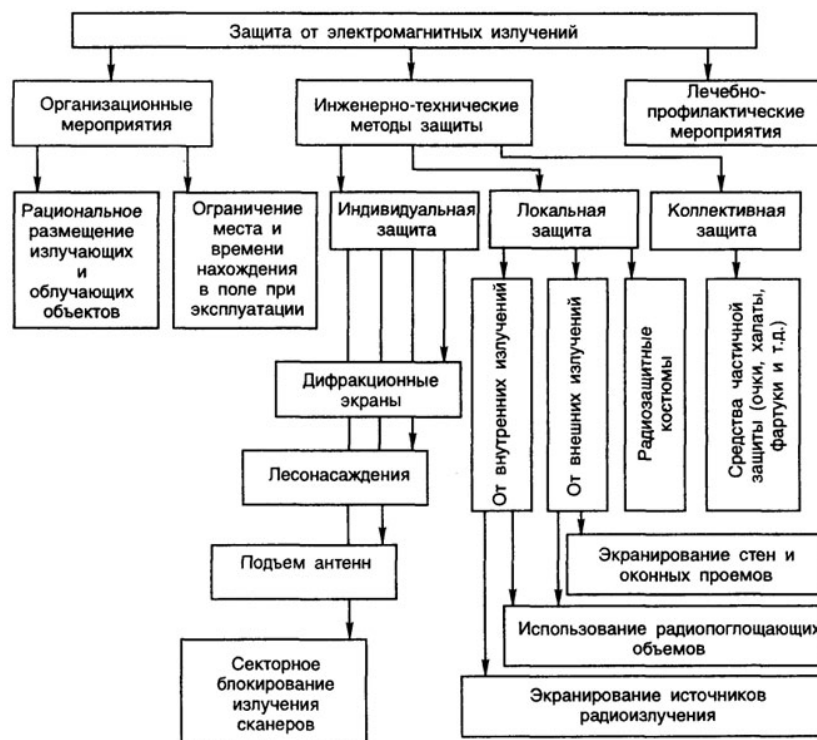 Защита от электромагнитных излучений
Организационные
мероприятия
Инженерно-технические
методы защиты
Лечебно-
профилактические
мероприятия
Рациональное
размещение
излучающих
и
облучающих
объектов
Ограничение
места и
времени
нахождения
в поле при
эксплуатации
Индивидуальная
защита
Локальная
защита
Коллективная
защита
От внутренних излучений
От внешних излучений
Радиозащитные
костюмы
Средства частичной
защиты (очки, халаты,
фартуки и т.д.)
Дифракционные
экраны
Лесонасаждения
Подъем антенн
Секторное
блокирование
излучения
сканеров
Экранирование стен и
оконных проемов
Использование радиопоглощающих
объемов
Экранирование источников
радиоизлучения